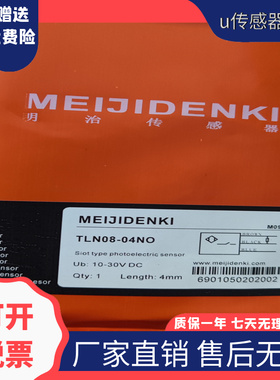 赠送
费险
u传感器
MEIJIDENKI
明治传感器
MEIJIDENKI
TLN08-04NO
Slot type photoelectric sensor
Ub: 10-30V DC
Qty: 1 Length: 4mm
www.meijidenki.com
6901050202002
打开
免票
质保一年 七天无理
厂家直销 售后无